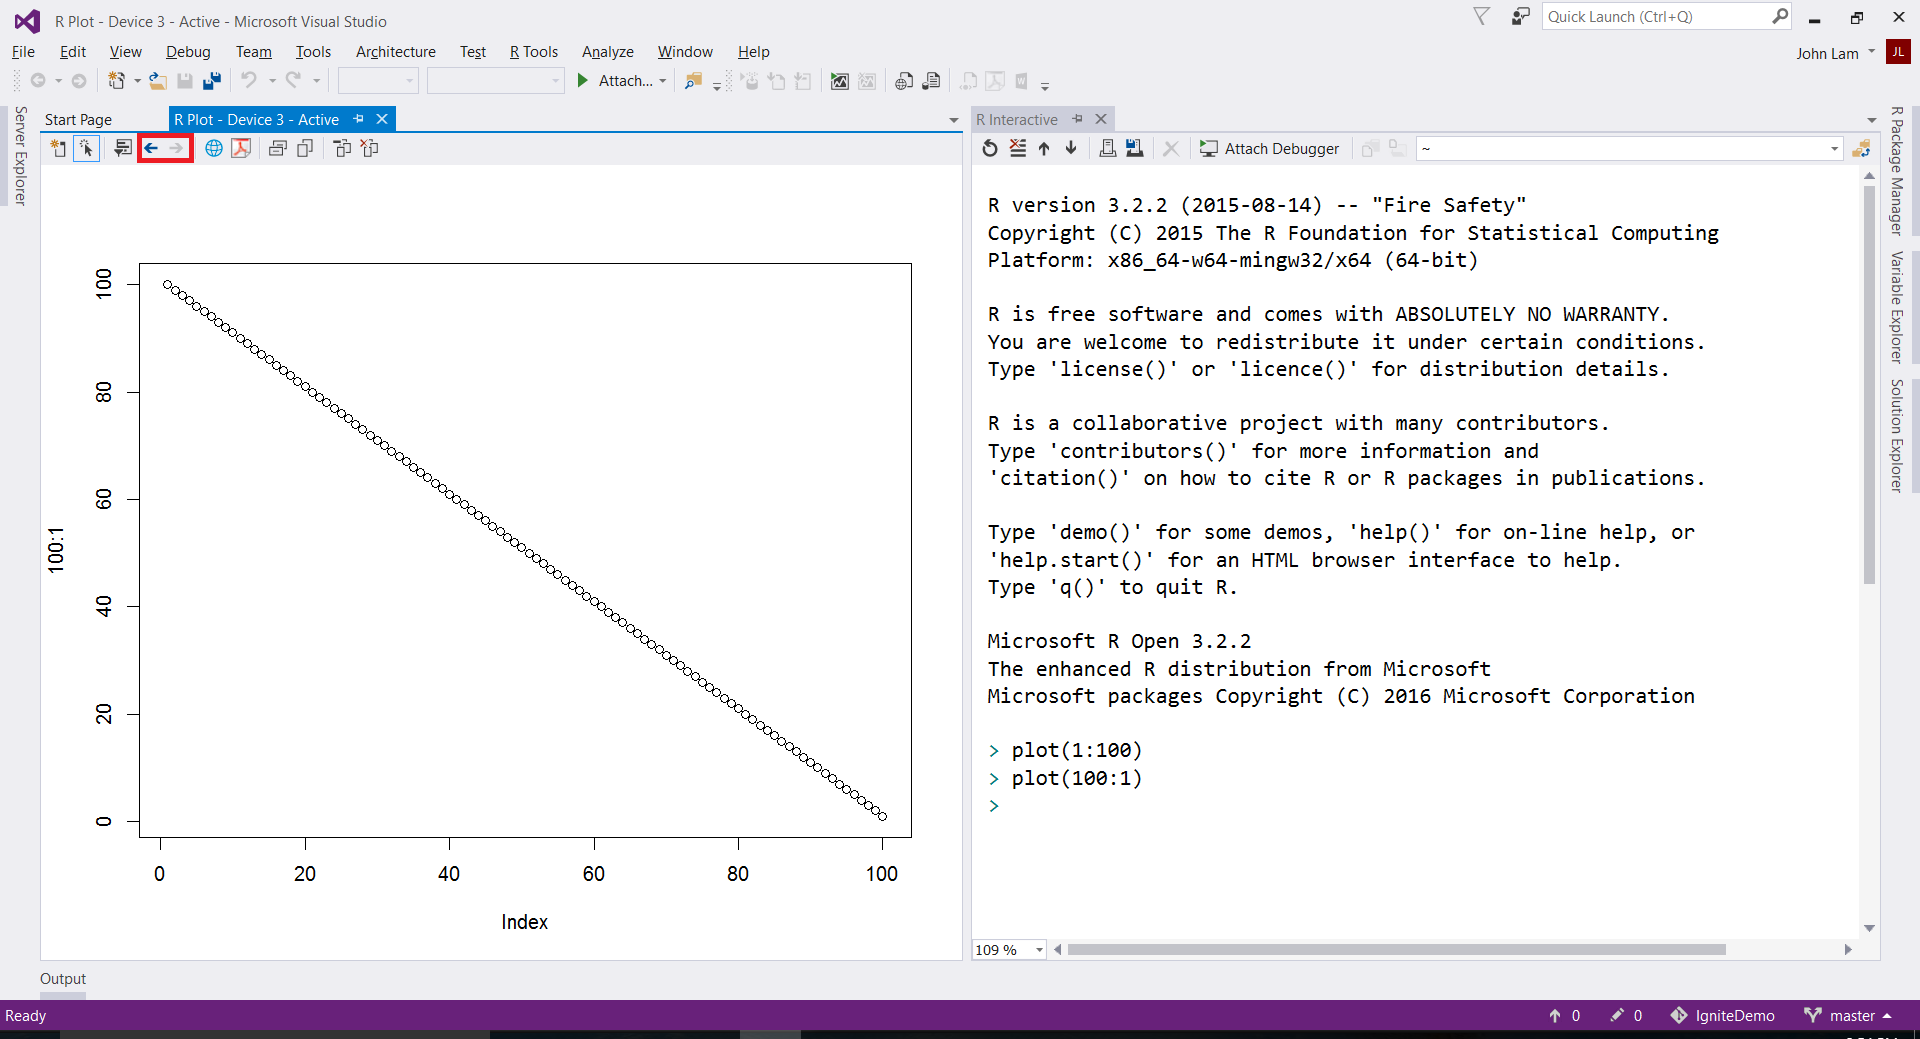 R Plot - Device 3 - Active - Microsoft Visual Studio
Quick Launch (Ctrl+Q)
File Edit View Debug Team Tools Architecture Test R Tools Analyze Window Help
John Lam JL
Attach...
Server Explorer
Start Page
R Plot - Device 3 - Active
100
80
60
40
20
0
100:1
0 20 40 60 80 100
Index
R Interactive
Attach Debugger
~
R version 3.2.2 (2015-08-14) -- "Fire Safety"
Copyright (C) 2015 The R Foundation for Statistical Computing
Platform: x86_64-w64-mingw32/x64 (64-bit)
R is free software and comes with ABSOLUTELY NO WARRANTY.
You are welcome to redistribute it under certain conditions.
Type 'license()' or 'licence()' for distribution details.
R is a collaborative project with many contributors.
Type 'contributors()' for more information and
'citation()' on how to cite R or R packages in publications.
Type 'demo()' for some demos, 'help()' for on-line help, or
'help.start()' for an HTML browser interface to help.
Type 'q()' to quit R.
Microsoft R Open 3.2.2
The enhanced R distribution from Microsoft
Microsoft packages Copyright (C) 2016 Microsoft Corporation
> plot(1:100)
> plot(100:1)
>
109 %
R Package Manager
Variable Explorer
Solution Explorer
Output
Ready
0 0 IgniteDemo master